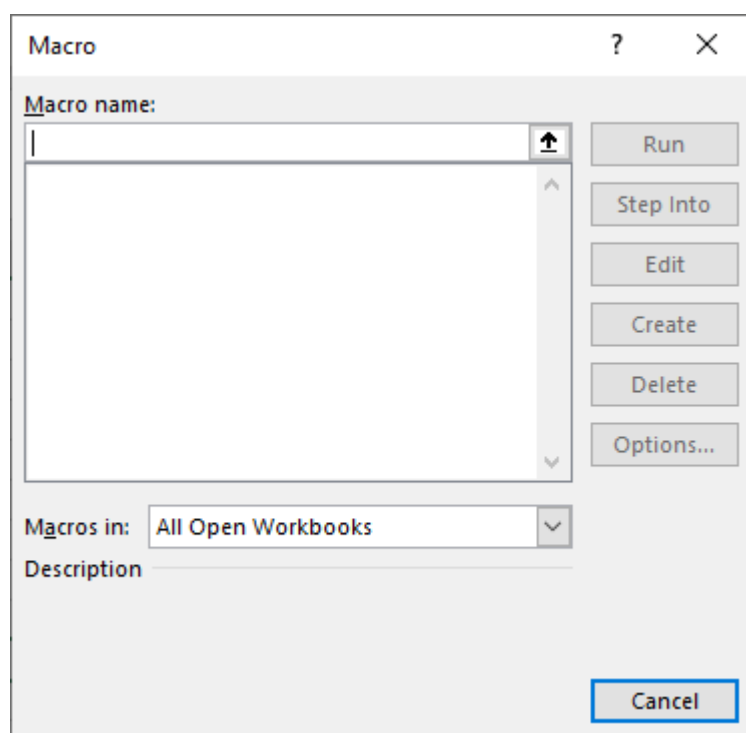 Macro
?
Macro name:
Run
Step Into
Edit
Create
Delete
Options...
Macros in: All Open Workbooks
Description
Cancel